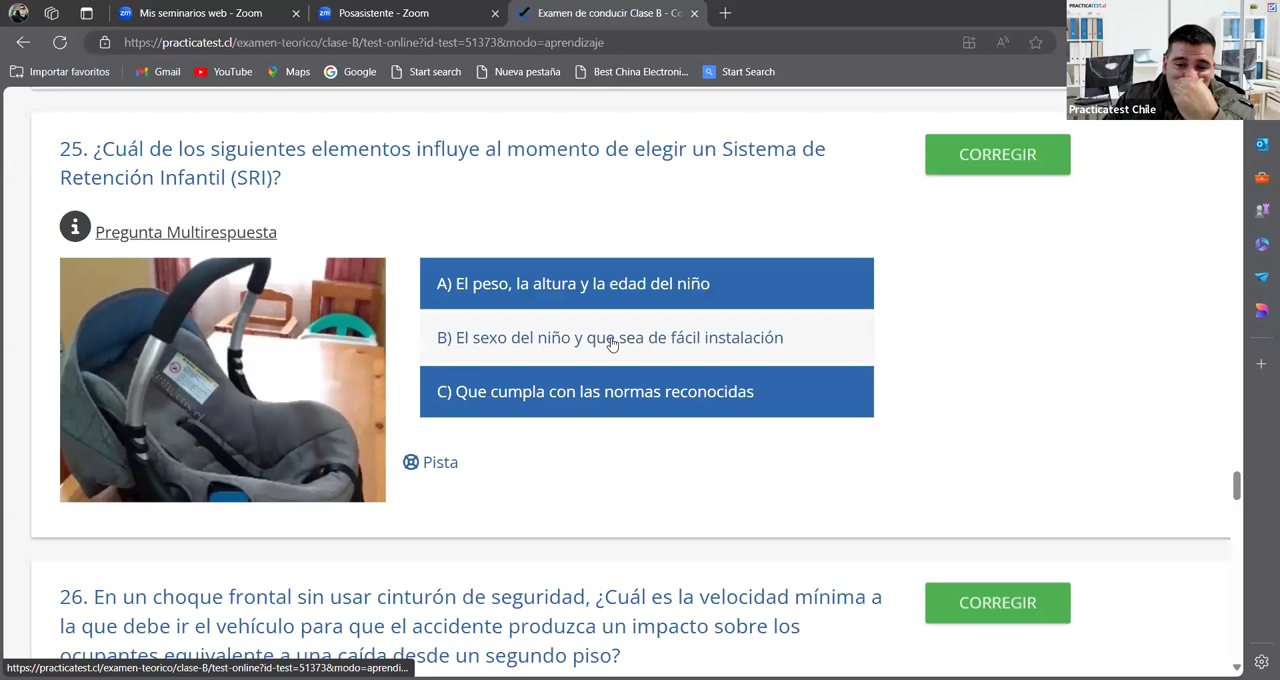 Mis seminarios web - Zoom
Posasistente - Zoom
Examen de conducir Clase B - Co
https://practicatest.cl/examen-teorico/clase-B/test-online?id-test=51373&modo=aprendizaje
Importar favoritos
Gmail
YouTube
Maps
Google
Start search
Nueva pestaña
Best China Electroni...
Start Search
PRACTICATEST.cl
Practicatest Chile
25. ¿Cuál de los siguientes elementos influye al momento de elegir un Sistema de
Retención Infantil (SRI)?
CORREGIR
Pregunta Multirespuesta
A) El peso, la altura y la edad del niño
B) El sexo del niño y que sea de fácil instalación
C) Que cumpla con las normas reconocidas
Pista
26. En un choque frontal sin usar cinturón de seguridad, ¿Cuál es la velocidad mínima a
la que debe ir el vehículo para que el accidente produzca un impacto sobre los
ocupantes equivalente a una caída desde un segundo piso?
CORREGIR
https://practicatest.cl/examen-teorico/clase-B/test-online?id-test=51373&modo=aprendi...